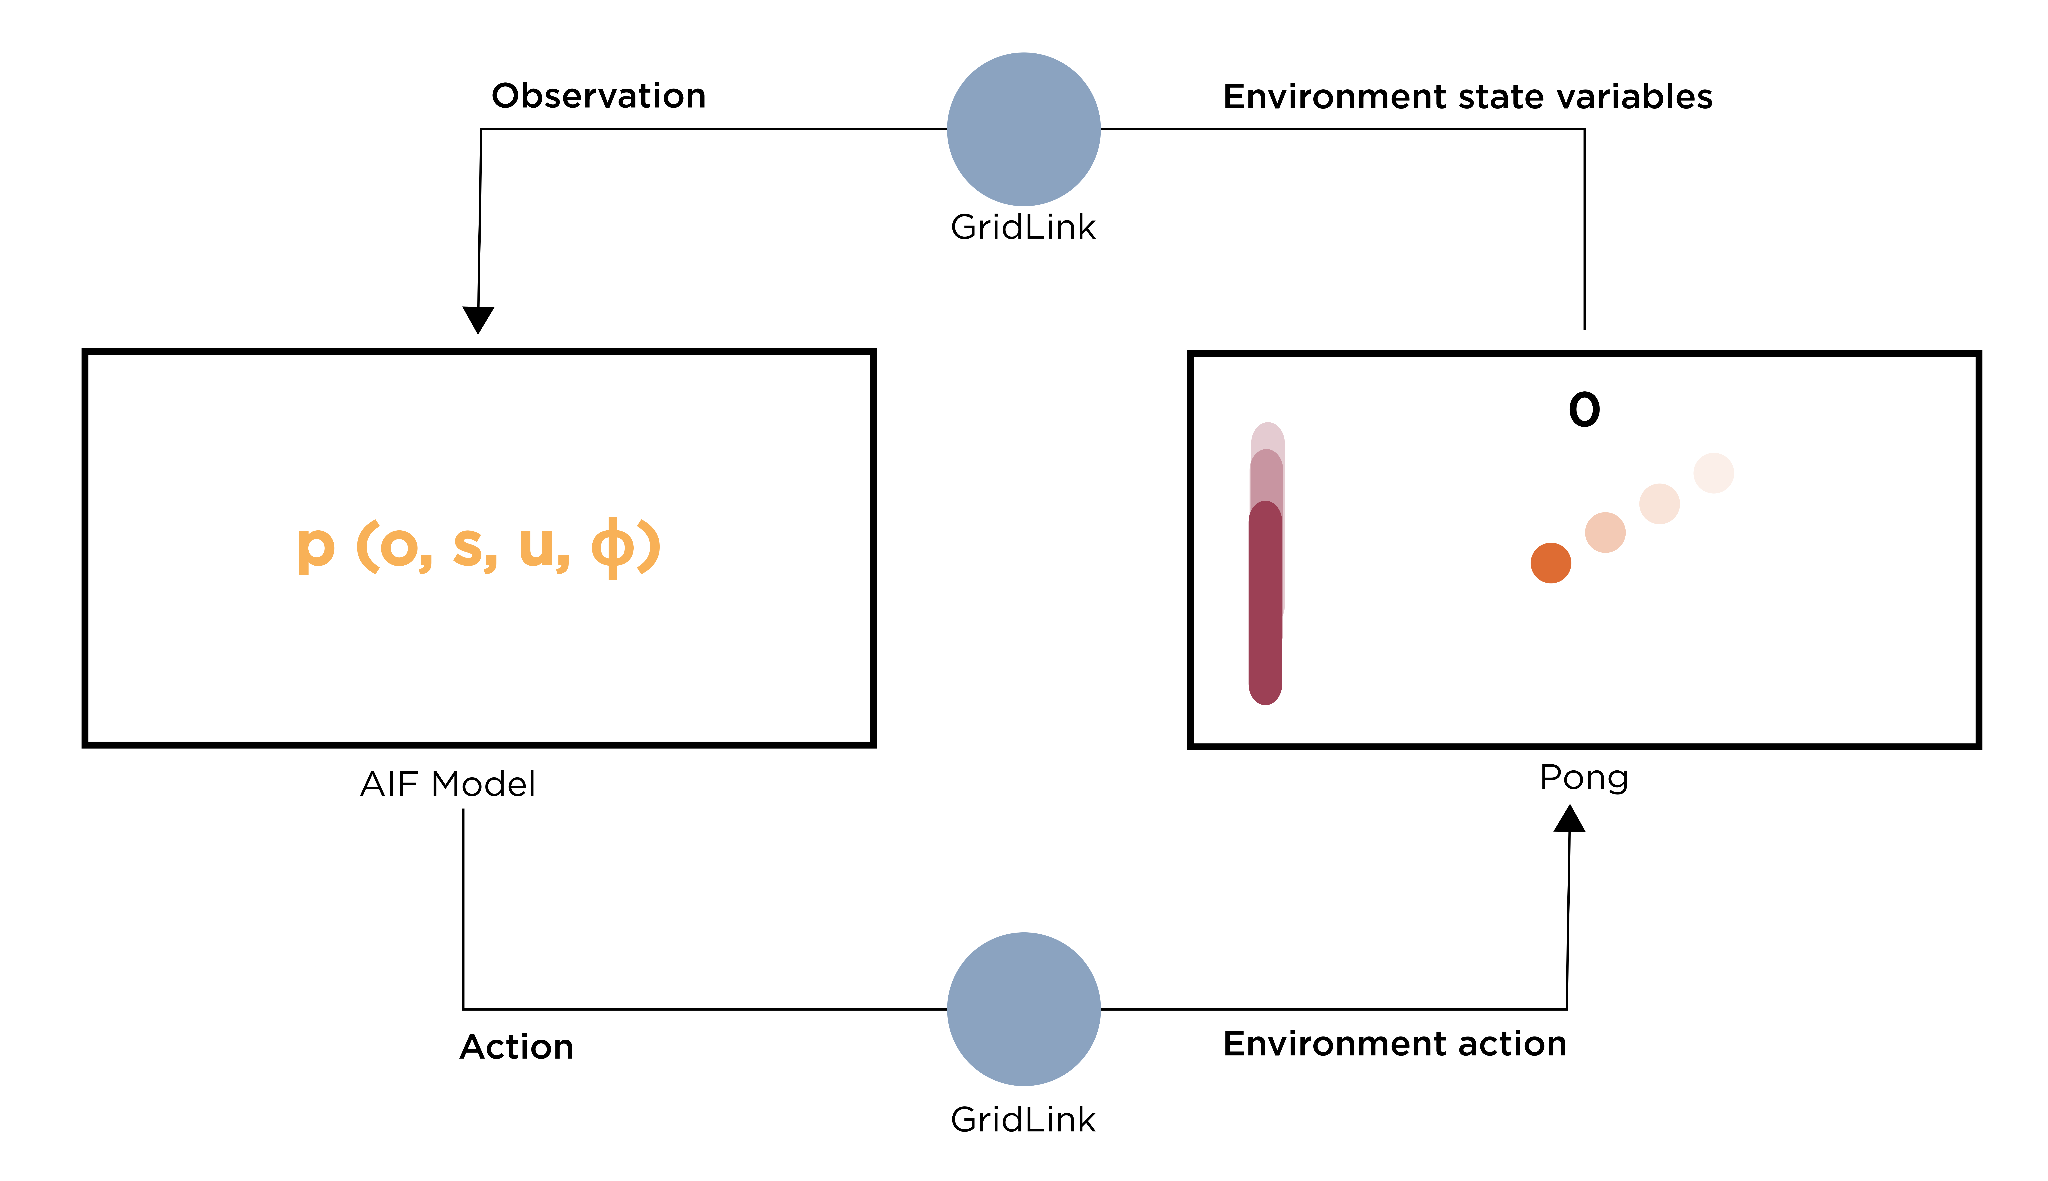 Observation
Environment state variables
GridLink
0
p (o, s, u, ϕ)
AIF Model
Pong
Action
Environment action
GridLink